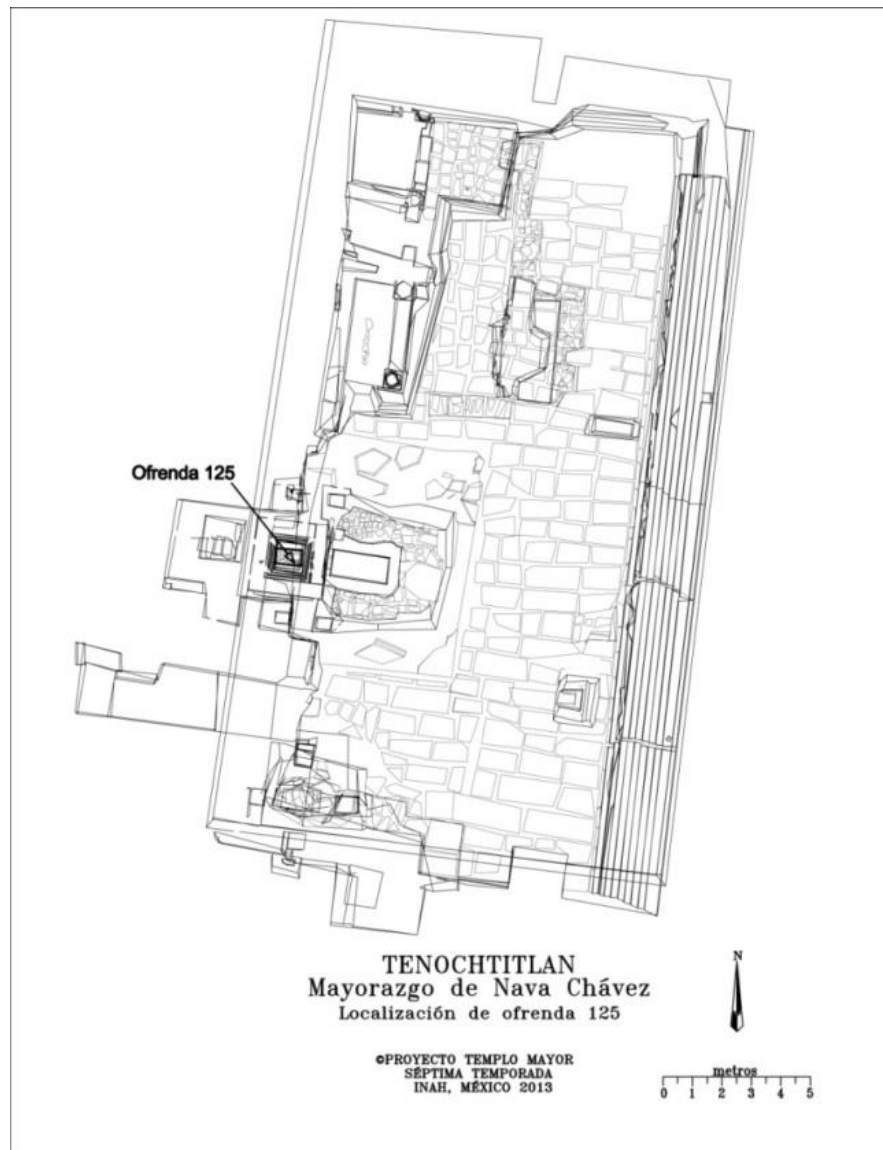 Ofrenda 125
TENOCHTITLAN
Mayorazgo de Nava Chávez
Localización de ofrenda 125
©PROYECTO TEMPLO MAYOR
SÉPTIMA TEMPORADA
INAH, MÉXICO 2013
N
metros
0 1 2 3 4 5